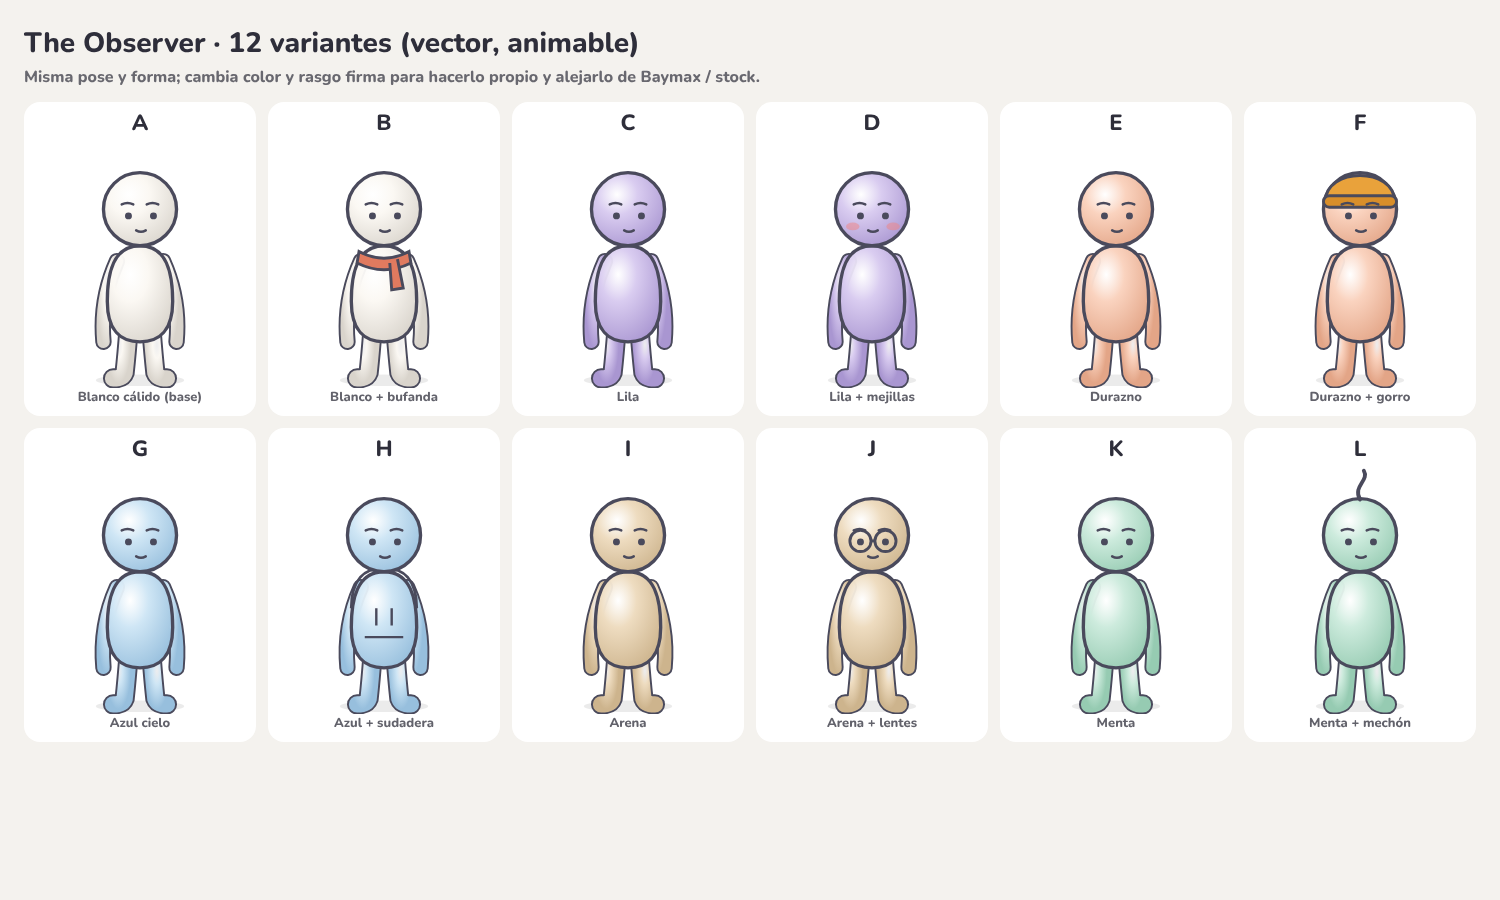 The Observer · 12 variantes (vector, animable)
Misma pose y forma; cambia color y rasgo firma para hacerlo propio y alejarlo de Baymax / stock.
A
B
C
D
E
F
Blanco cálido (base)
Blanco + bufanda
Lila
Lila + mejillas
Durazno
Durazno + gorro
G
H
I
J
K
L
Azul cielo
Azul + sudadera
Arena
Arena + lentes
Menta
Menta + mechón